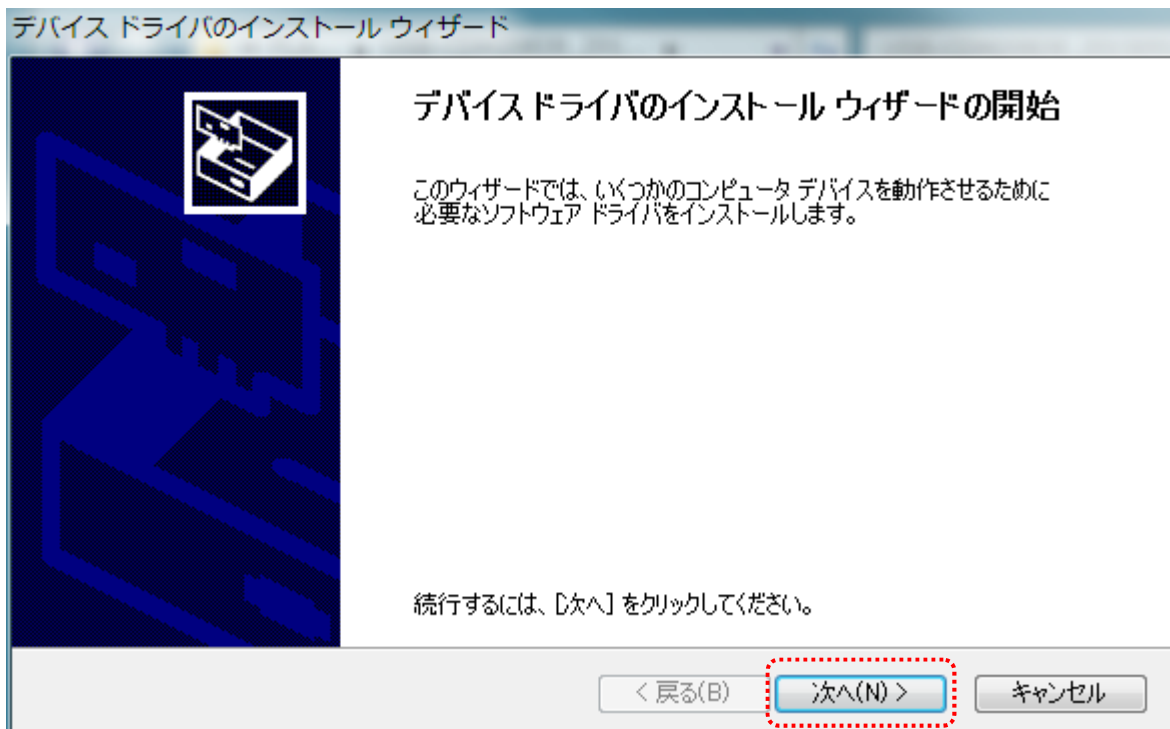 デバイス ドライバのインストール ウィザード
デバイス ドライバのインストール ウィザードの開始
このウィザードでは、いくつかのコンピュータ デバイスを動作させるために
必要なソフトウェア ドライバをインストールします。
続行するには、[次へ] をクリックしてください。
< 戻る(B)
次へ(N) >
キャンセル